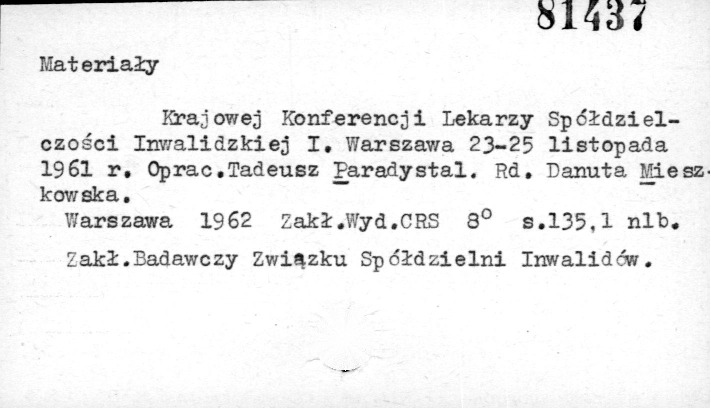 81437
Materiały
Krajowej Konferencji Lekarzy Spółdziel-
czości Inwalidzkiej I. Warszawa 23-25 listopada
1961 r. Oprac.Tadeusz Paradystal. Rd. Danuta Miesz-
kowska.
Warszawa 1962 Zakł.Wyd.CRS 8° s.135,1 nlb.
Zakł.Badawczy Związku Spółdzielni Inwalidów.